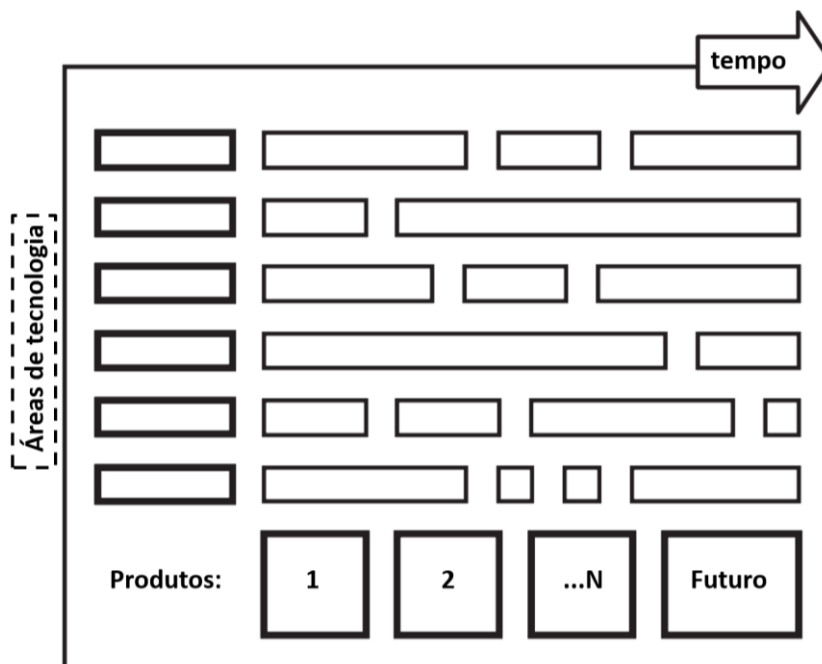 tempo
Áreas de tecnologia
Produtos:
1
2
...N
Futuro